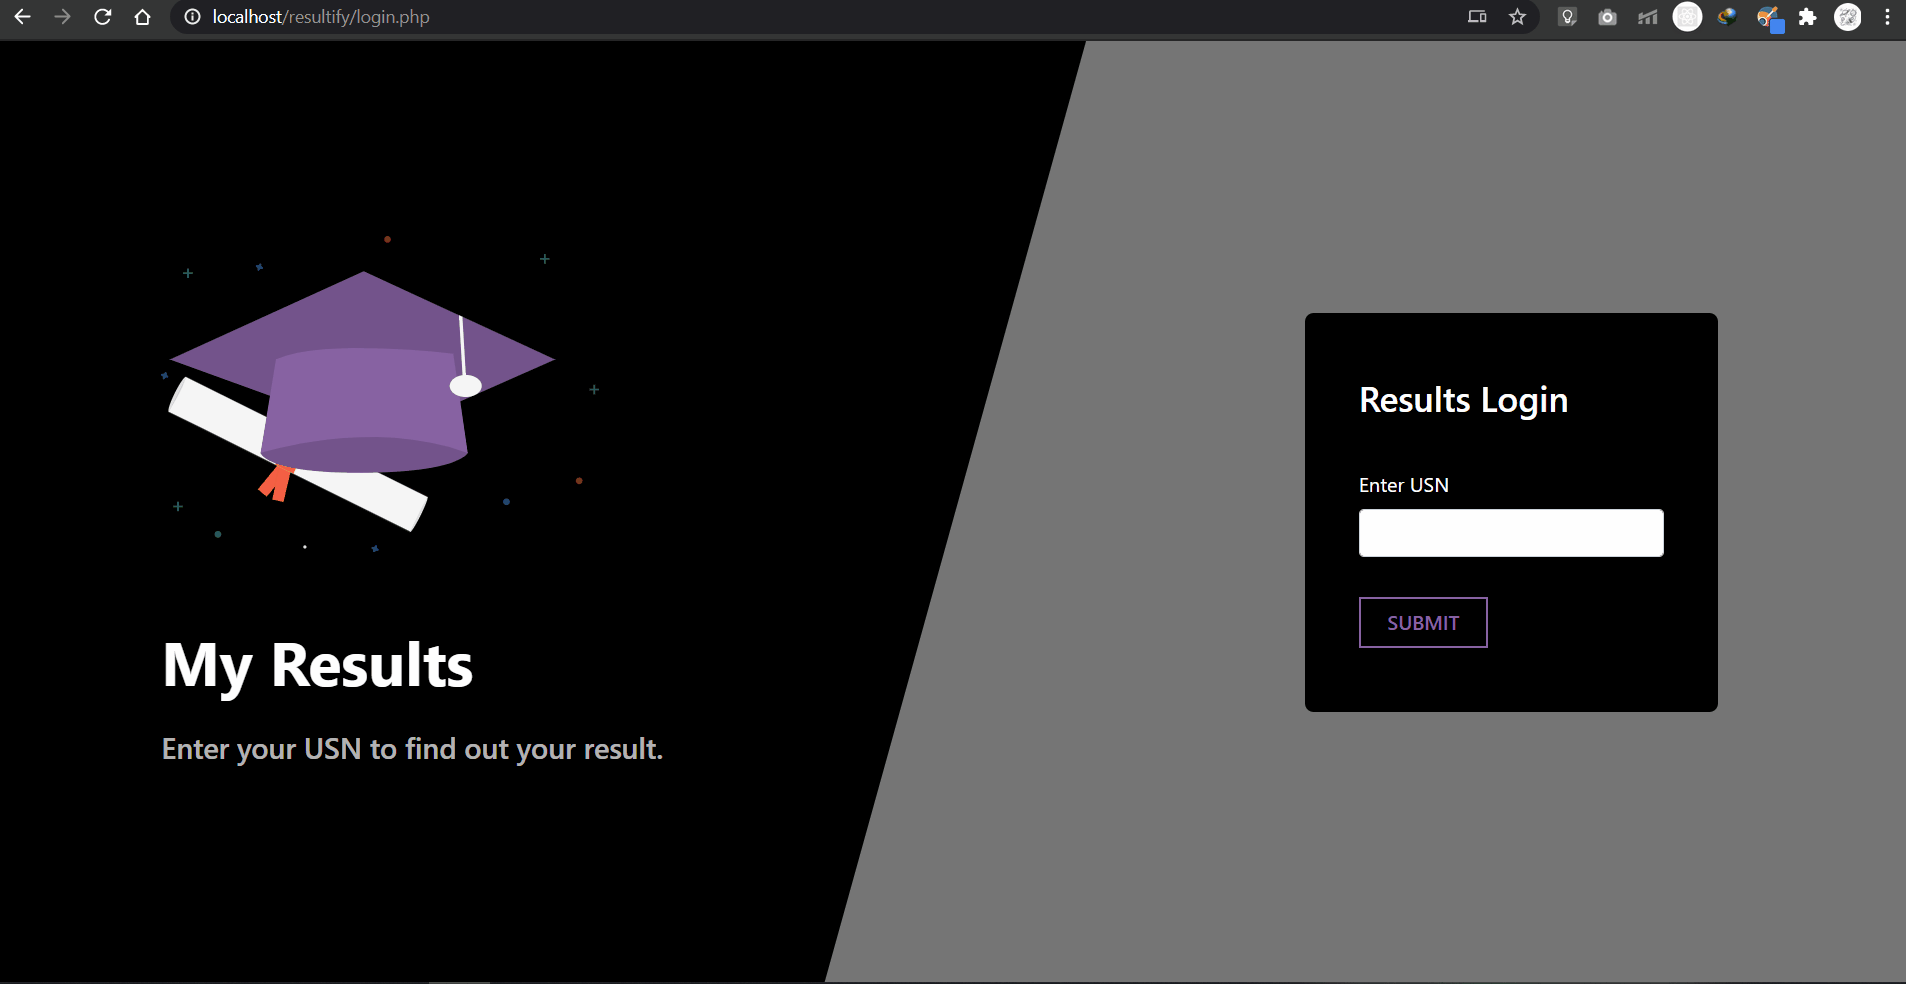 localhost/resultify/login.php
My Results
Enter your USN to find out your result.
Results Login
Enter USN
SUBMIT